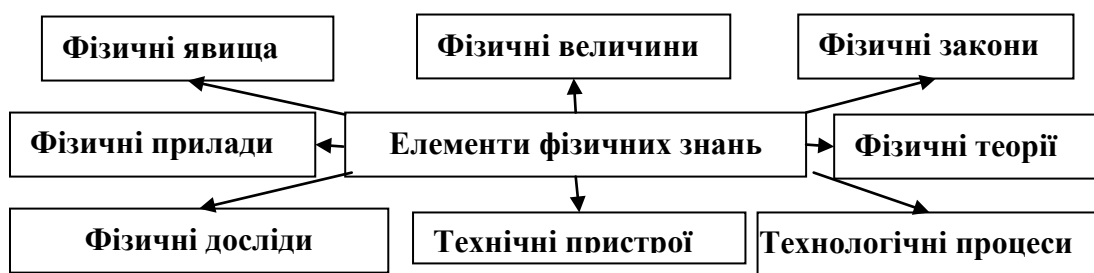 Фізичні явища
Фізичні величини
Фізичні закони
Фізичні прилади
Елементи фізичних знань
Фізичні теорії
Фізичні досліди
Технічні пристрої
Технологічні процеси